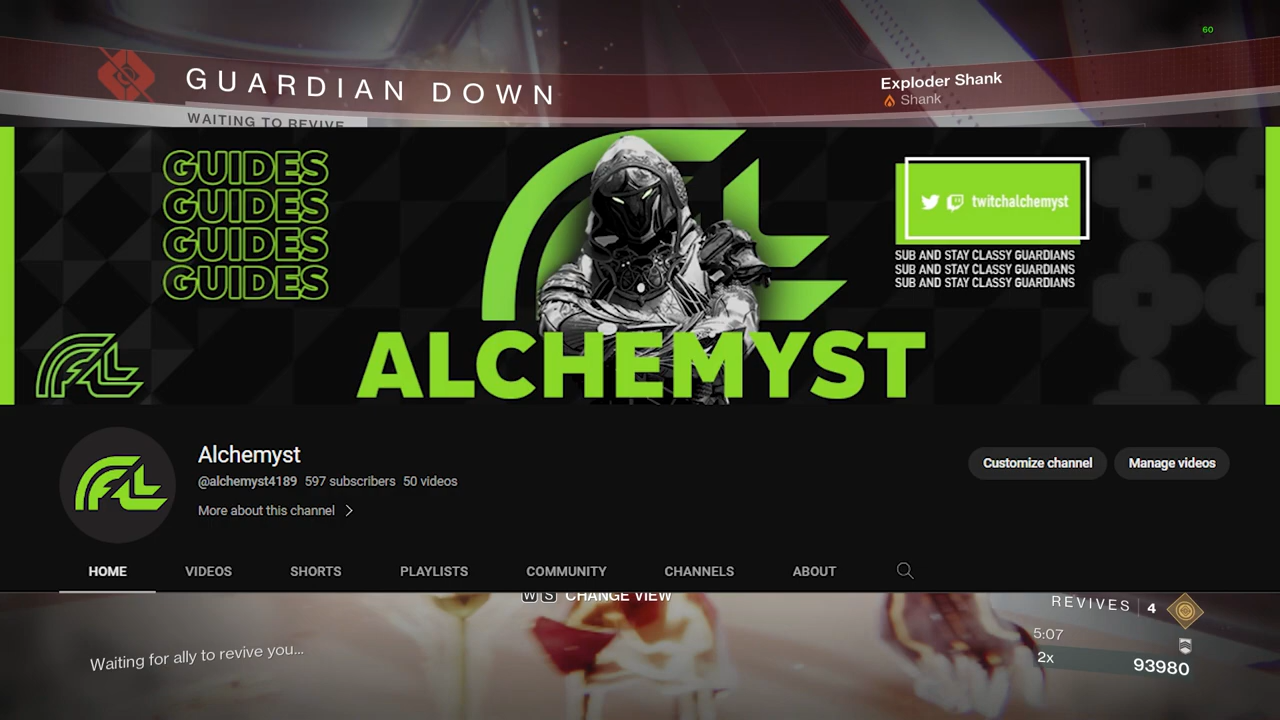 60
GUARDIAN DOWN
Exploder Shank
Shank
WAITING TO REVIVE
GUIDES
GUIDES
GUIDES
GUIDES
twitchalchemyst
SUB AND STAY CLASSY GUARDIANS
SUB AND STAY CLASSY GUARDIANS
SUB AND STAY CLASSY GUARDIANS
ALCHEMYST
Alchemyst
@alchemyst4189 597 subscribers 50 videos
More about this channel
Customize channel
Manage videos
HOME VIDEOS SHORTS PLAYLISTS COMMUNITY CHANNELS ABOUT
W S CHANGE VIEW
REVIVES 4
Waiting for ally to revive you...
5:07
2x 93980